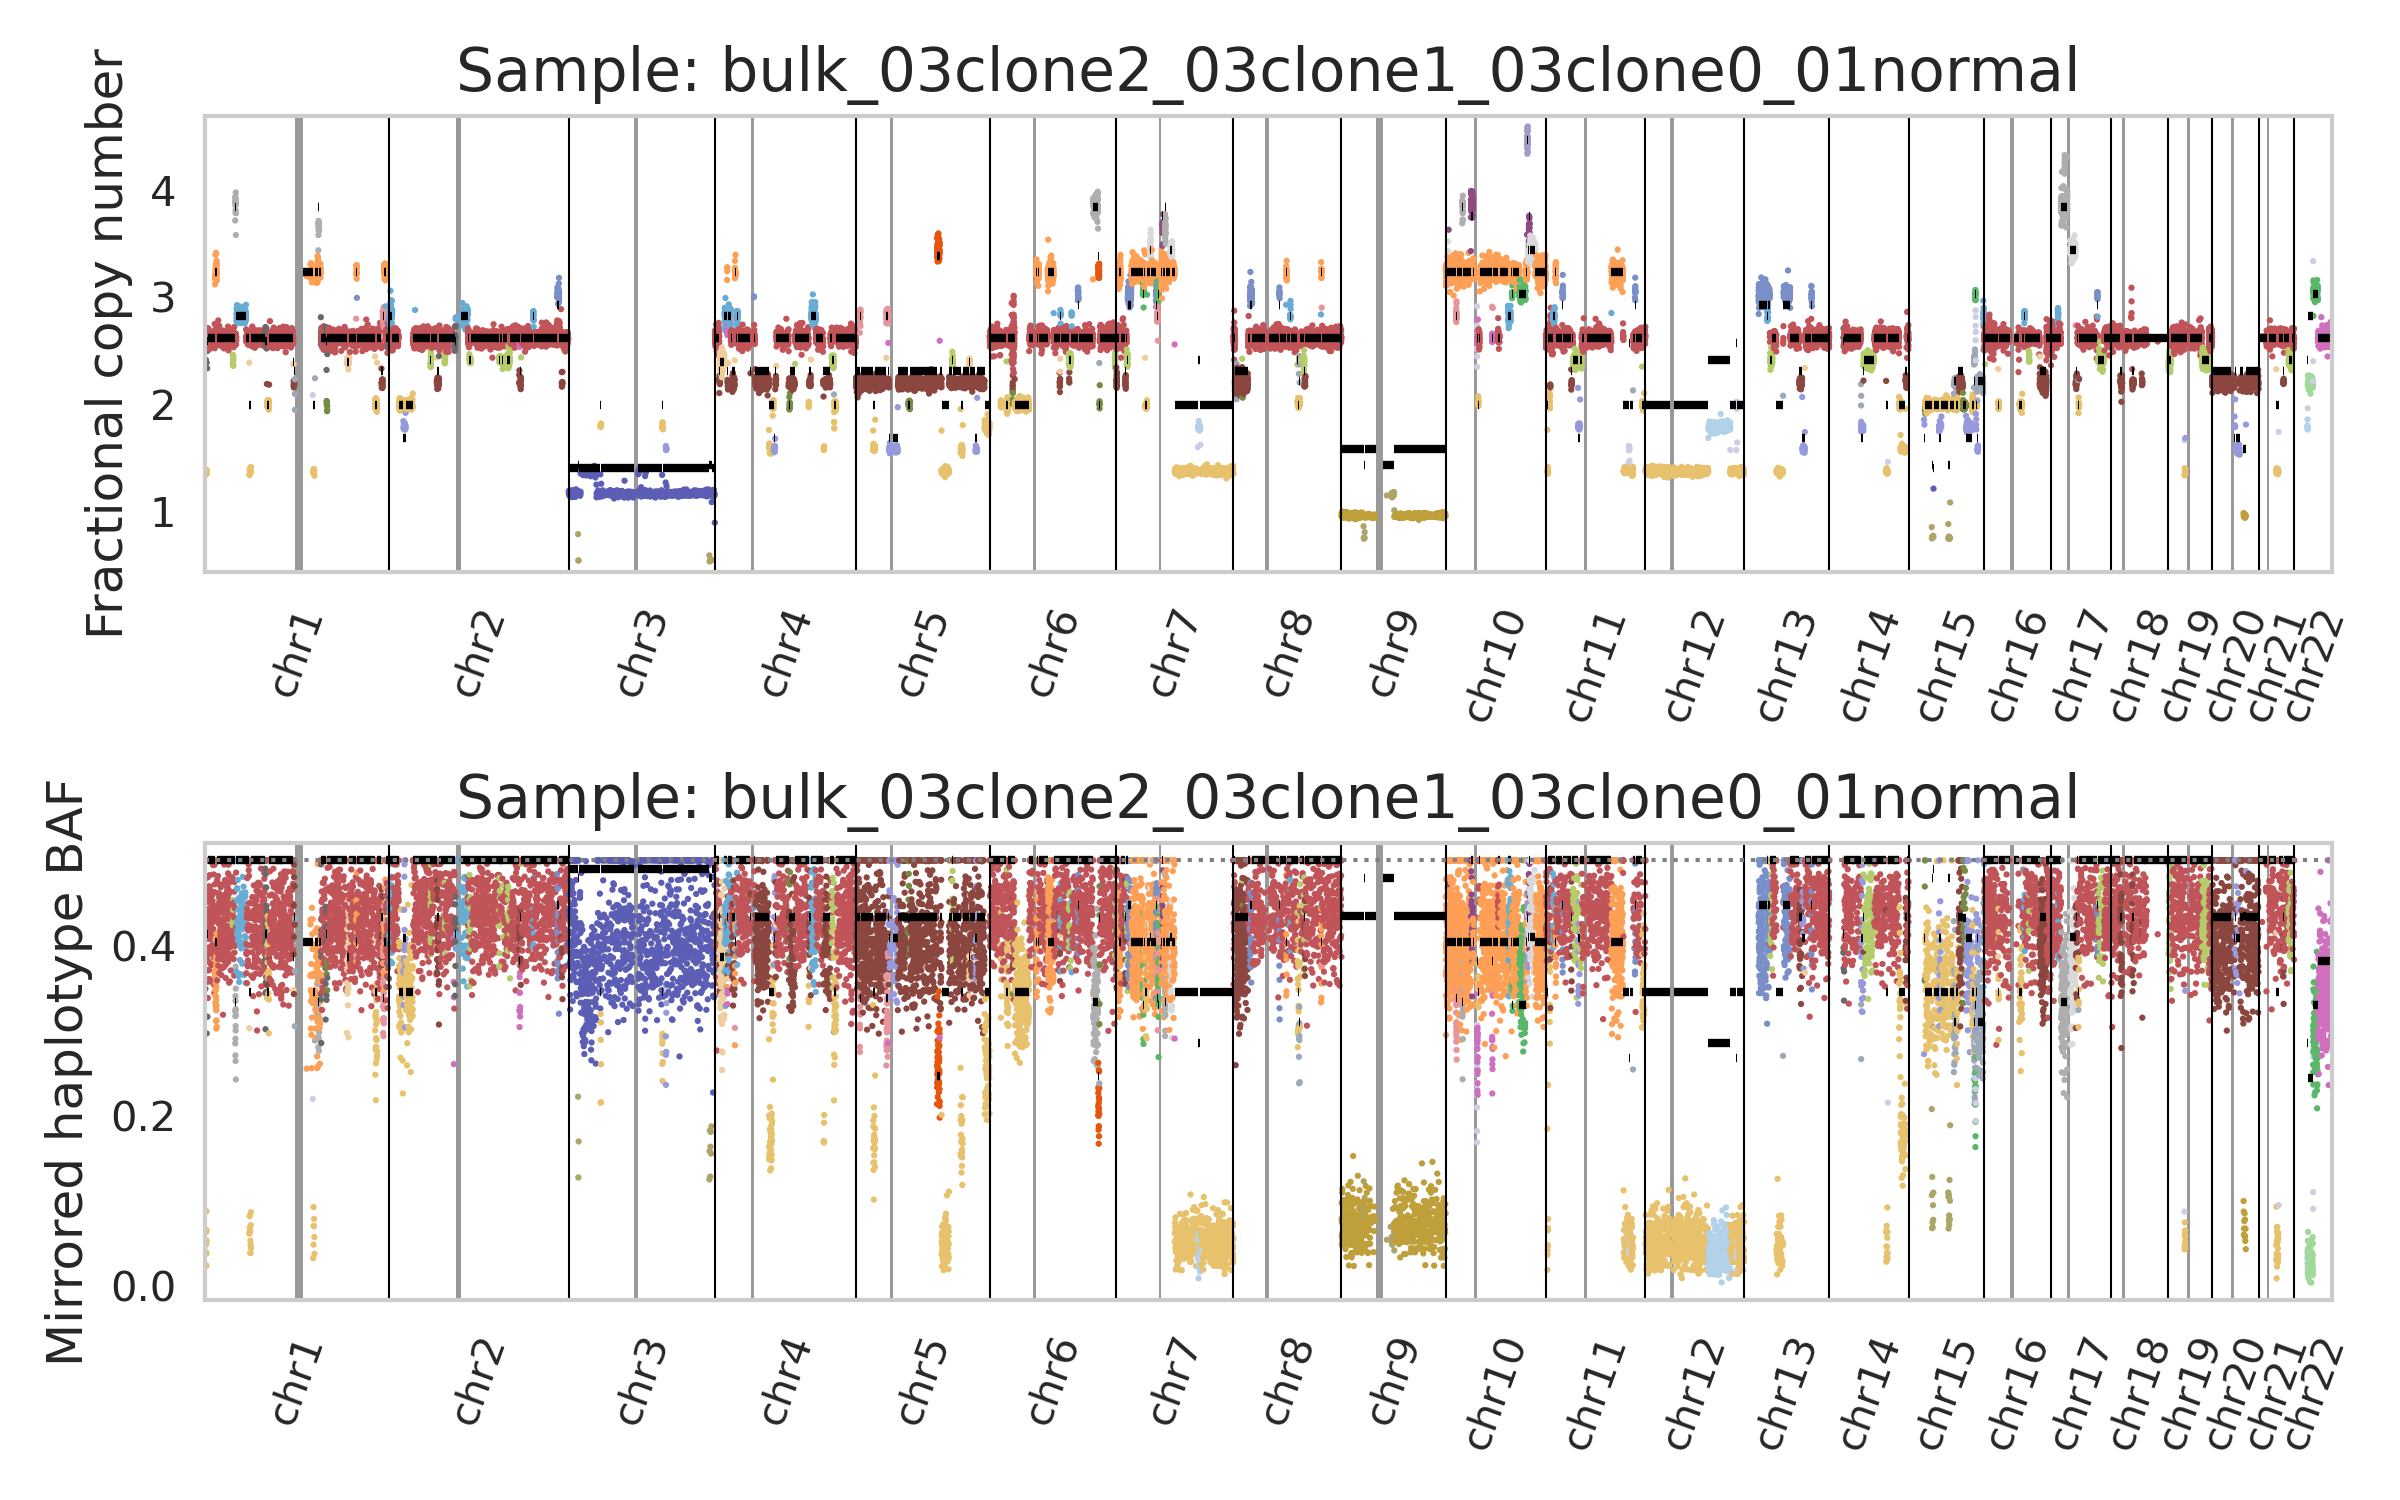 Sample: bulk_03clone2_03clone1_03clone0_01normal
Fractional copy number
4
3
2
1
chr1
chr2
chr3
chr4
chr5
chr6
chr7
chr8
chr9
chr10
chr11
chr12
chr13
chr14
chr15
chr16
chr17
chr18
chr19
chr20
chr21
chr22
Sample: bulk_03clone2_03clone1_03clone0_01normal
Mirrored haplotype BAF
0.4
0.2
0.0
chr1
chr2
chr3
chr4
chr5
chr6
chr7
chr8
chr9
chr10
chr11
chr12
chr13
chr14
chr15
chr16
chr17
chr18
chr19
chr20
chr21
chr22